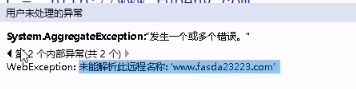 用户未处理的异常
System.AggregateException:"发生一个或多个错误。"
第 2 个内部异常(共 2 个)
WebException: 未能解析此远程名称: 'www.fasda23223.com'